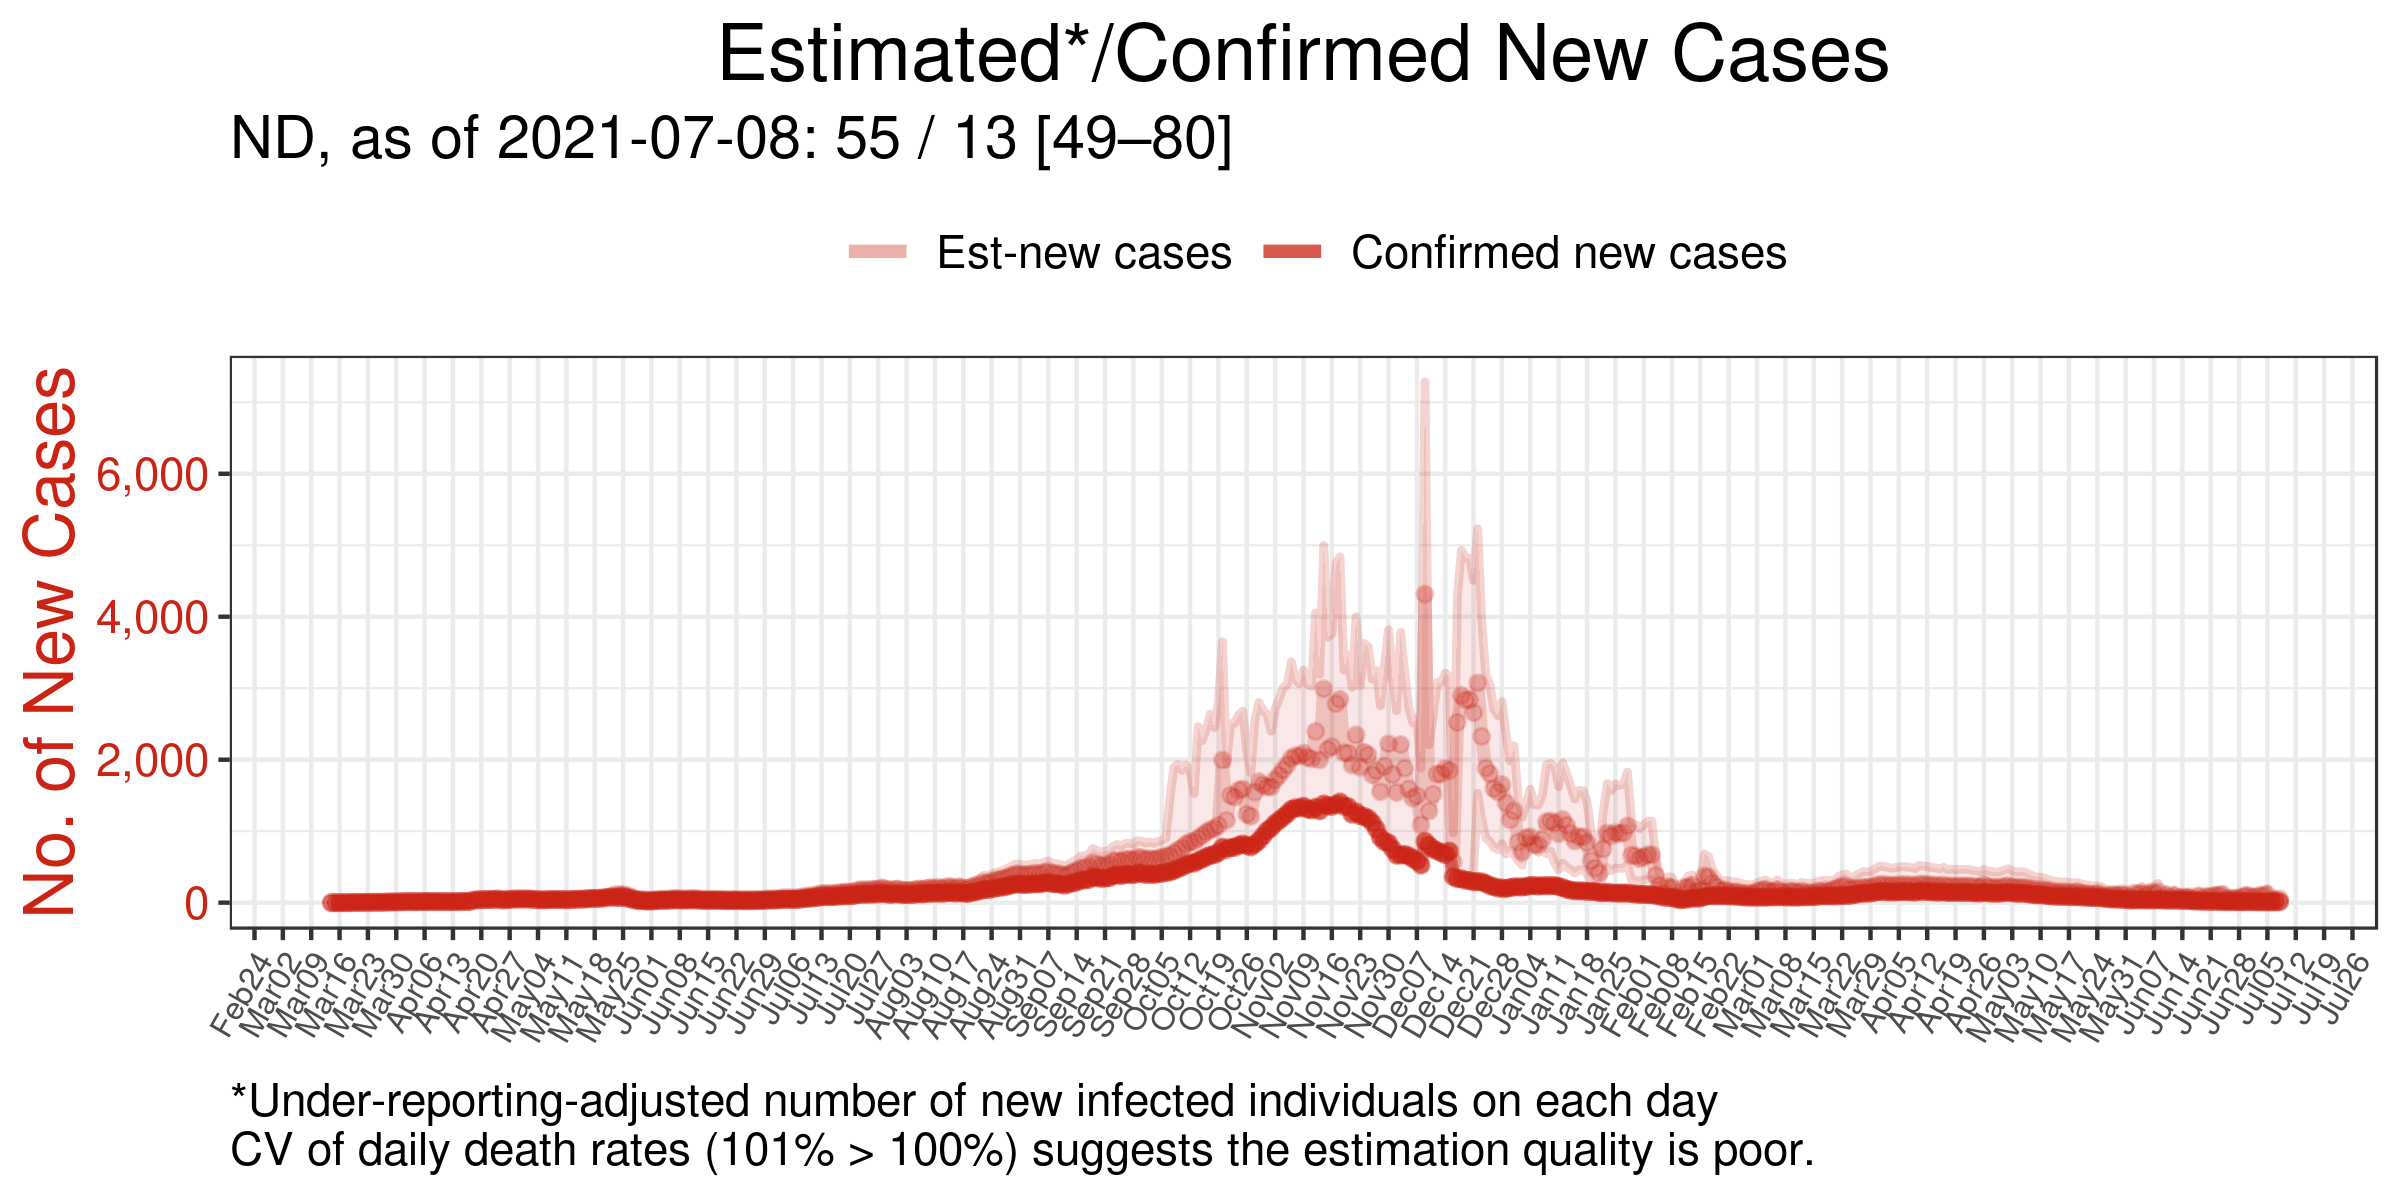 Estimated*/Confirmed New Cases
ND, as of 2021-07-08: 55 / 13 [49–80]
Est-new cases Confirmed new cases
No. of New Cases
6,000
4,000
2,000
0
Feb24 Mar02 Mar09 Mar16 Mar23 Mar30 Apr06 Apr13 Apr20 Apr27 May04 May11 May18 May25 Jun01 Jun08 Jun15 Jun22 Jun29 Jul06 Jul13 Jul20 Jul27 Aug03 Aug10 Aug17 Aug24 Aug31 Sep07 Sep14 Sep21 Sep28 Oct05 Oct12 Oct19 Oct26 Nov02 Nov09 Nov16 Nov23 Nov30 Dec07 Dec14 Dec21 Dec28 Jan04 Jan11 Jan18 Jan25 Feb01 Feb08 Feb15 Feb22 Mar01 Mar08 Mar15 Mar22 Mar29 Apr05 Apr12 Apr19 Apr26 May03 May10 May17 May24 May31 Jun07 Jun14 Jun21 Jun28 Jul05 Jul12 Jul19 Jul26
*Under-reporting-adjusted number of new infected individuals on each day
CV of daily death rates (101% > 100%) suggests the estimation quality is poor.